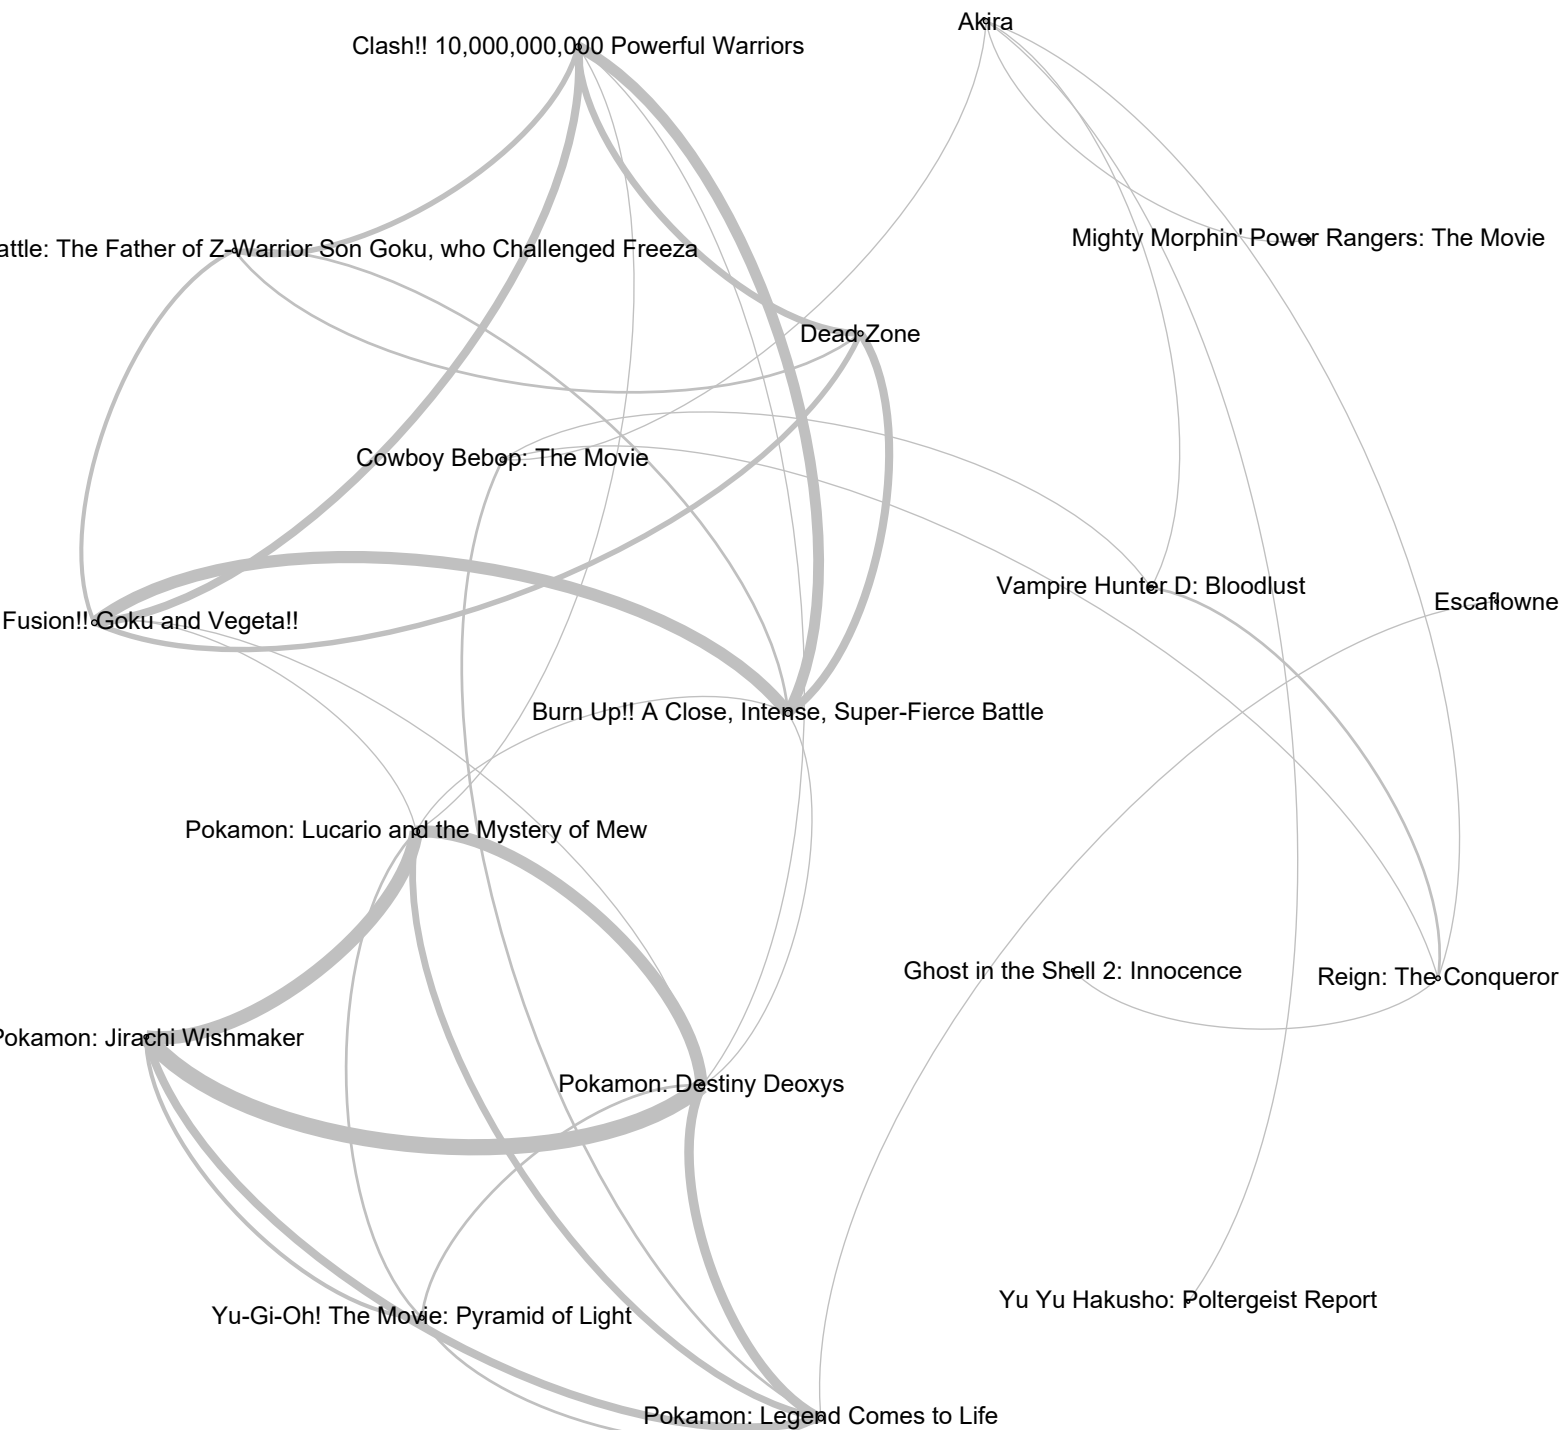 Akira
Clash!! 10,000,000,000 Powerful Warriors
Mighty Morphin' Power Rangers: The Movie
attle: The Father of Z-Warrior Son Goku, who Challenged Freeza
Dead Zone
Cowboy Bebop: The Movie
Vampire Hunter D: Bloodlust
Escaflowne
Fusion!! Goku and Vegeta!!
Burn Up!! A Close, Intense, Super-Fierce Battle
Pokamon: Lucario and the Mystery of Mew
Ghost in the Shell 2: Innocence
Reign: The Conqueror
Pokamon: Jirachi Wishmaker
Pokamon: Destiny Deoxys
Yu Yu Hakusho: Poltergeist Report
Yu-Gi-Oh! The Movie: Pyramid of Light
Pokamon: Legend Comes to Life